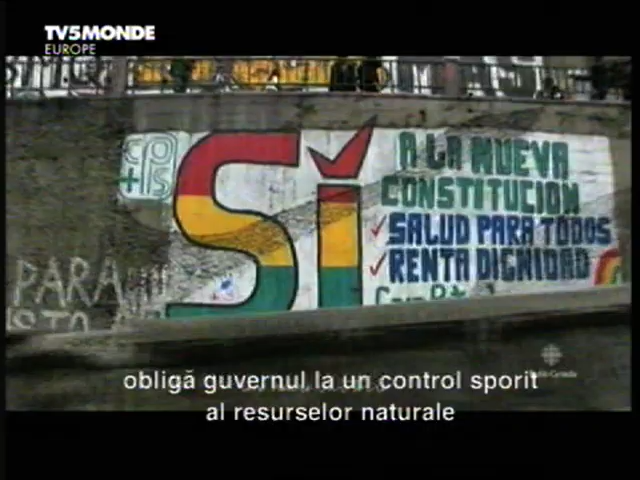 TV5MONDE
EUROPE
SÍ
A LA NUEVA
CONSTITUCION
SALUD PARA TODOS
RENTA DIGNIDAD
PARA
obligă guvernul la un control sporit
al resurselor naturale